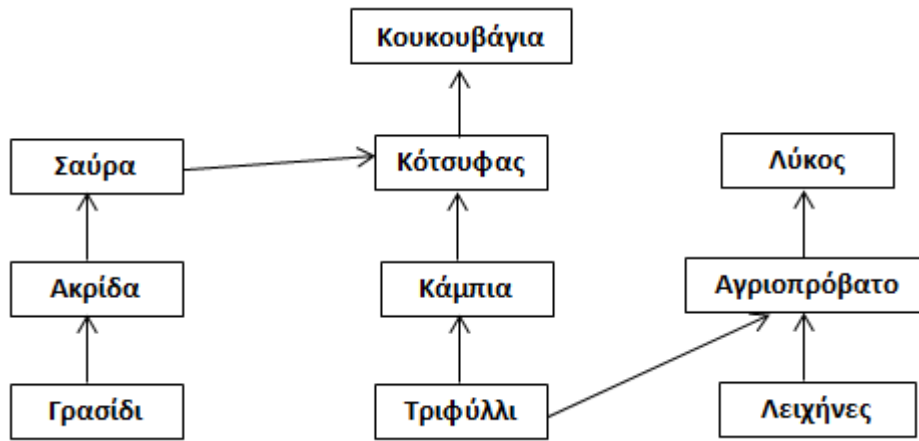 Κουκουβάγια
Σαύρα
Κότσυφας
Λύκος
Ακρίδα
Κάμπια
Αγριοπρόβατο
Γρασίδι
Τριφύλλι
Λειχήνες